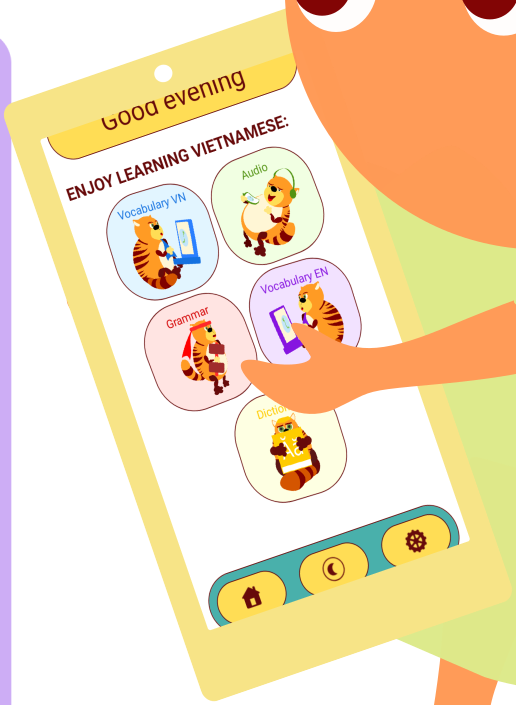 Good evening
ENJOY LEARNING VIETNAMESE:
Vocabulary VN
Audio
Grammar
Vocabulary EN